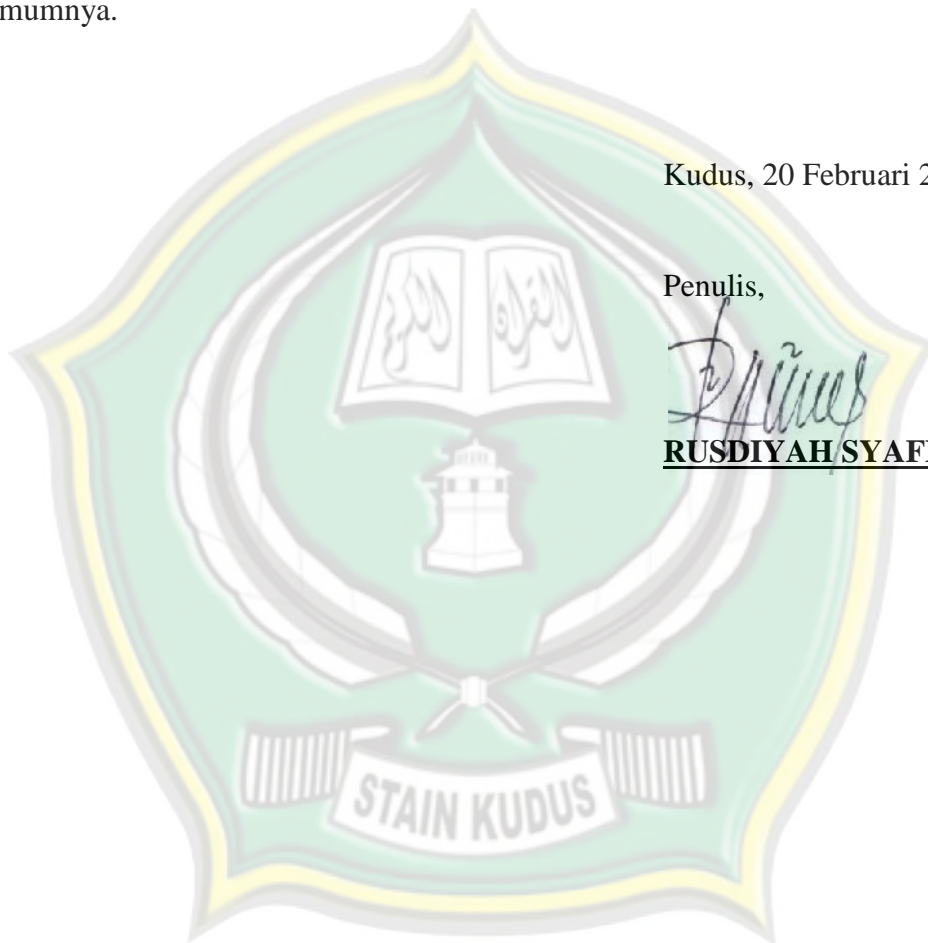 mumnya.
Kudus, 20 Februari 2
Penulis,
RUSDIYAH SYAF
STAIN KUDUS